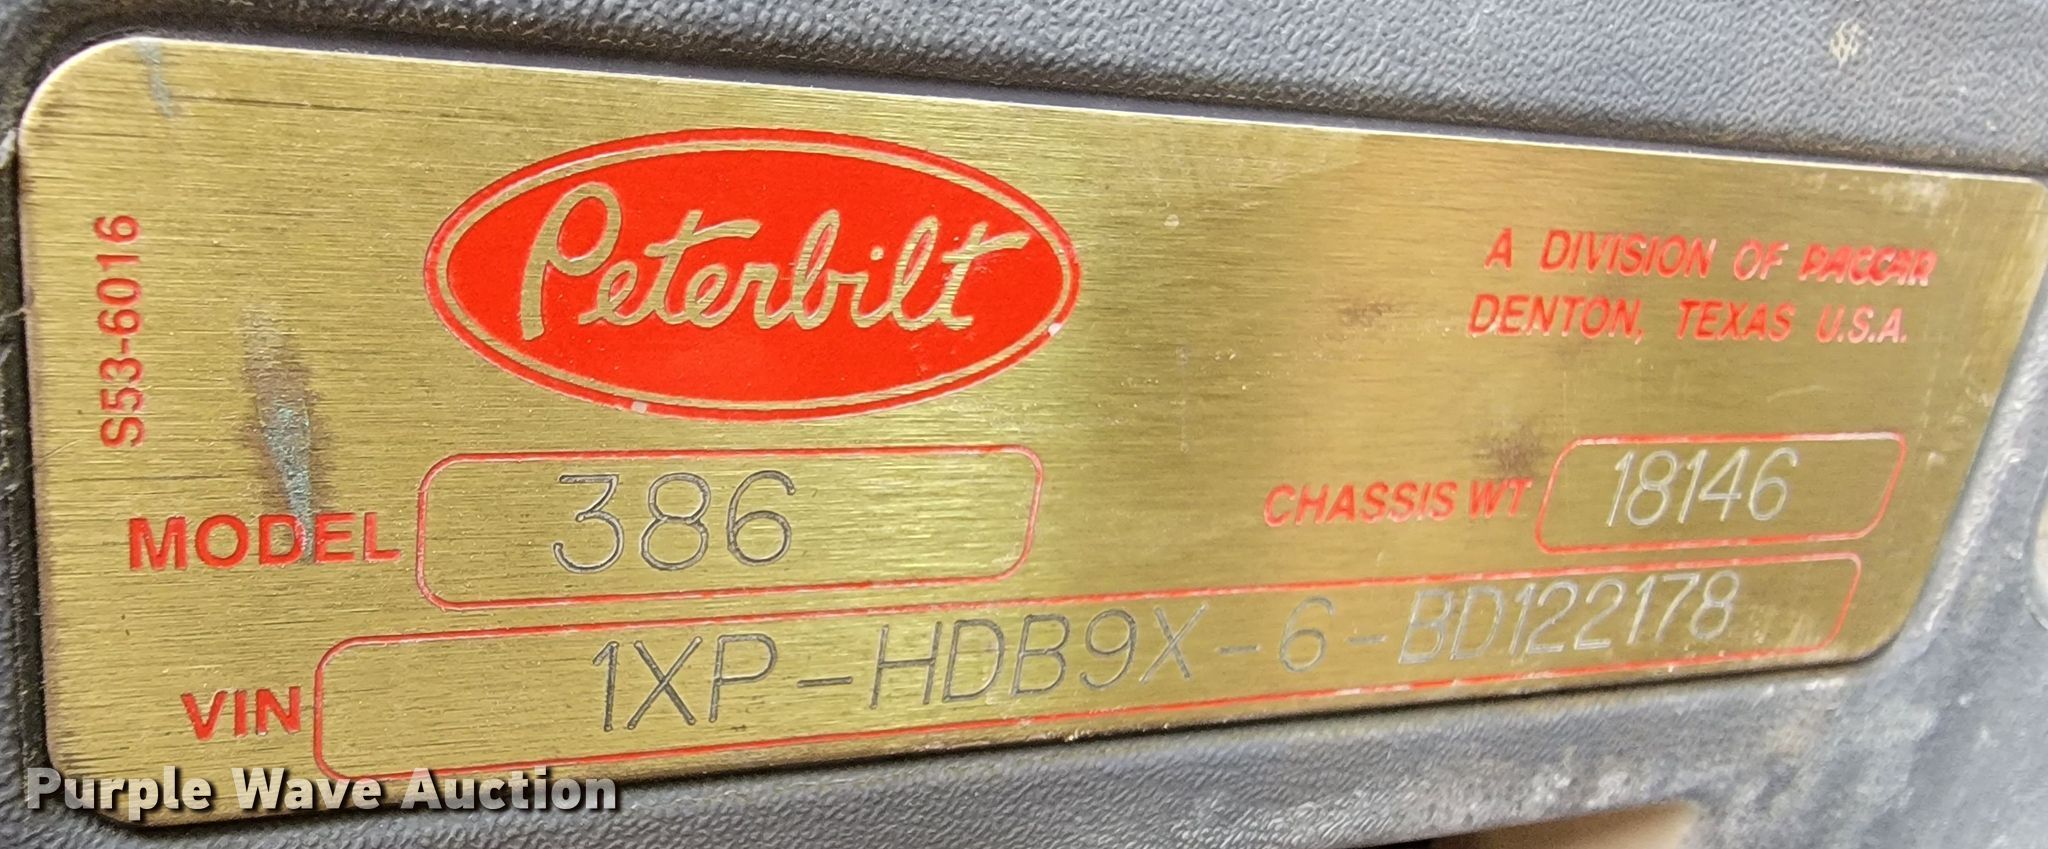 S53-6016
Peterbilt
A DIVISION OF PACCAR
DENTON, TEXAS U.S.A.
MODEL 386
CHASSIS WT 18146
VIN 1XP-HDB9X-6-BD122178
Purple Wave Auction